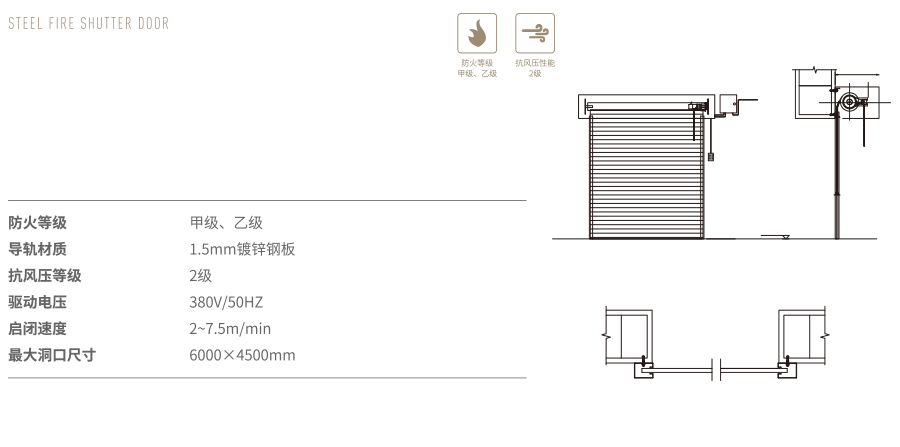 STEEL FIRE SHUTTER DOOR
防火等级
甲级、乙级
抗风压性能
2级
防火等级 甲级、乙级
导轨材质 1.5mm镀锌钢板
抗风压等级 2级
驱动电压 380V/50HZ
启闭速度 2~7.5m/min
最大洞口尺寸 6000×4500mm